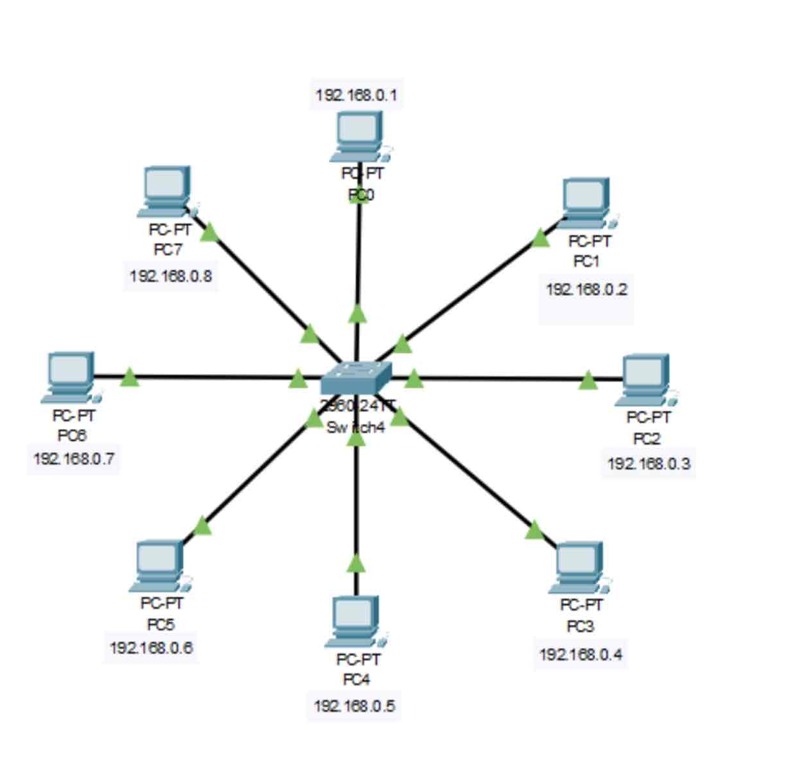 192.168.0.1
PC-PT
PC0
PC-PT
PC7
192.168.0.8
PC-PT
PC1
192.168.0.2
PC-PT
PC6
192.168.0.7
2960-24TT
Switch4
PC-PT
PC2
192.168.0.3
PC-PT
PC5
192.168.0.6
PC-PT
PC4
192.168.0.5
PC-PT
PC3
192.168.0.4